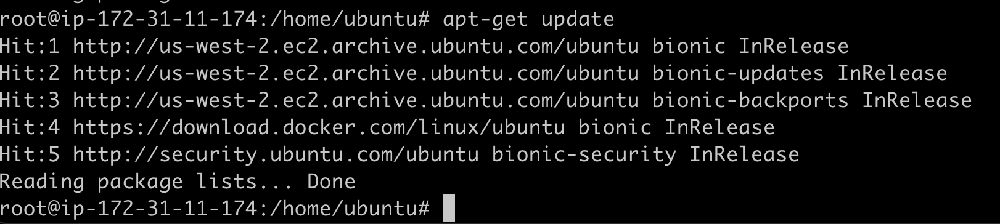 root@ip-172-31-11-174:/home/ubuntu# apt-get update
Hit:1 http://us-west-2.ec2.archive.ubuntu.com/ubuntu bionic InRelease
Hit:2 http://us-west-2.ec2.archive.ubuntu.com/ubuntu bionic-updates InRelease
Hit:3 http://us-west-2.ec2.archive.ubuntu.com/ubuntu bionic-backports InRelease
Hit:4 https://download.docker.com/linux/ubuntu bionic InRelease
Hit:5 http://security.ubuntu.com/ubuntu bionic-security InRelease
Reading package lists... Done
root@ip-172-31-11-174:/home/ubuntu#